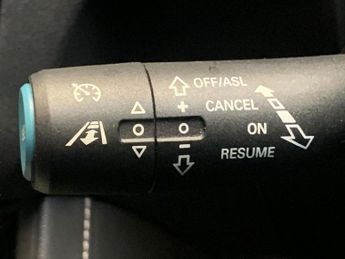 OFF/ASL
+ CANCEL
ON
−
RESUME